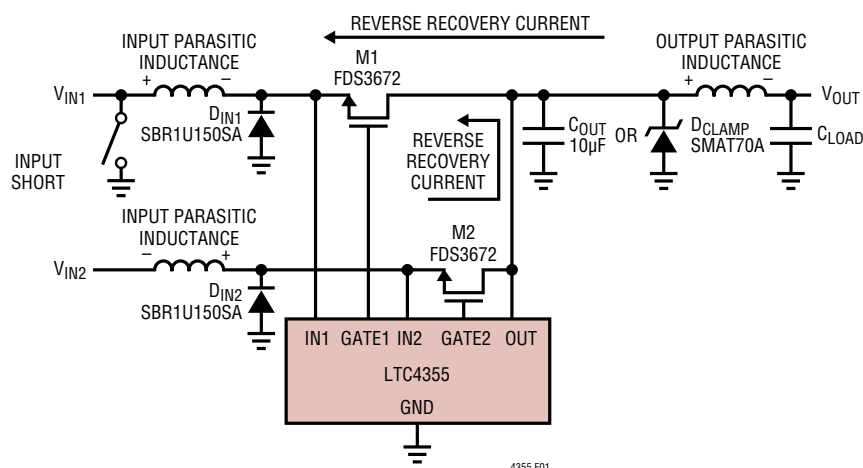 REVERSE RECOVERY CURRENT
INPUT PARASITIC
INDUCTANCE
M1
FDS3672
OUTPUT PARASITIC
INDUCTANCE
VIN1
+ –
+ –
VOUT
DIN1
SBR1U150SA
INPUT
SHORT
REVERSE
RECOVERY
CURRENT
COUT
10µF
OR
DCLAMP
SMAT70A
CLOAD
INPUT PARASITIC
INDUCTANCE
M2
FDS3672
VIN2
– +
DIN2
SBR1U150SA
IN1 GATE1 IN2 GATE2 OUT
LTC4355
GND
4355 F01